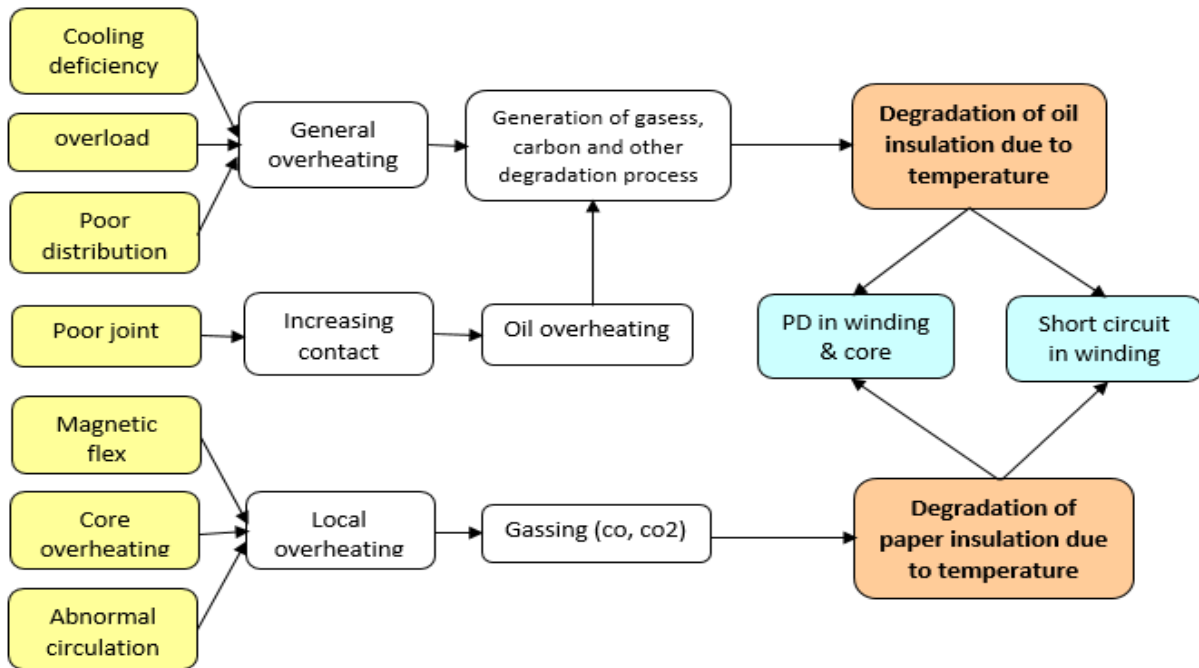 Cooling
deficiency
overload
Poor
distribution
General
overheating
Generation of gasess,
carbon and other
degradation process
Degradation of oil
insulation due to
temperature
Poor joint
Increasing
contact
Oil overheating
PD in winding
& core
Short circuit
in winding
Magnetic
flex
Core
overheating
Abnormal
circulation
Local
overheating
Gassing (co, co2)
Degradation of
paper insulation due
to temperature